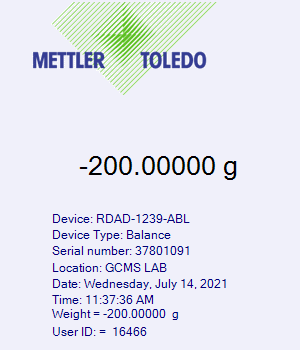 METTLER TOLEDO
-200.00000 g
Device: RDAD-1239-ABL
Device Type: Balance
Serial number: 37801091
Location: GCMS LAB
Date: Wednesday, July 14, 2021
Time: 11:37:36 AM
Weight = -200.00000 g
User ID: = 16466